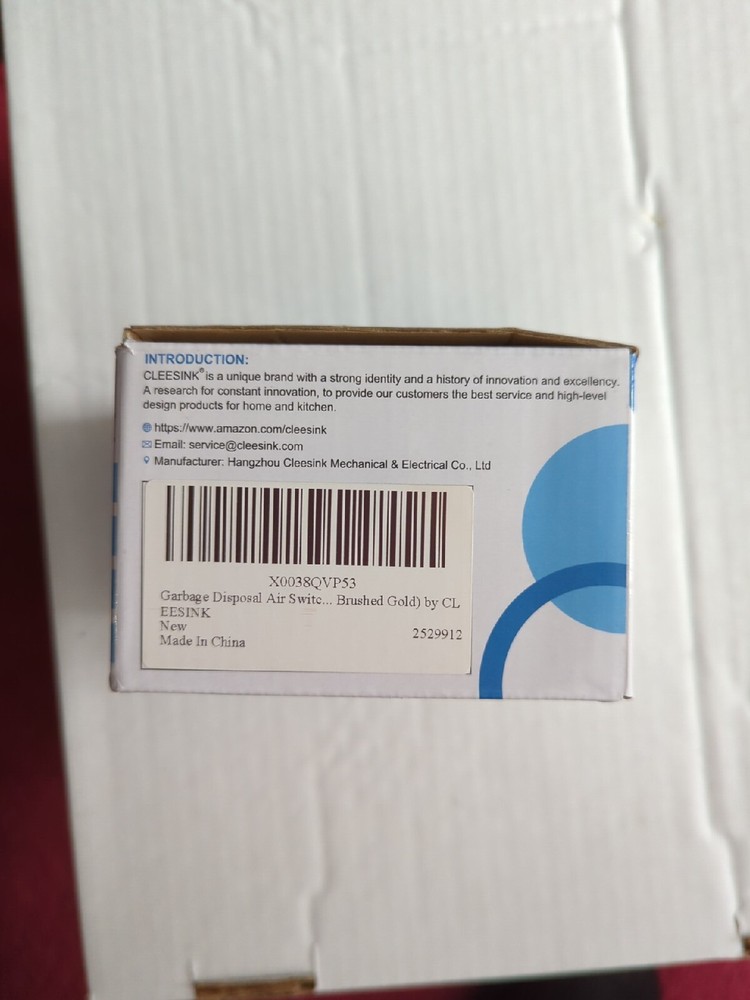 INTRODUCTION:
CLEESINK® is a unique brand with a strong identity and a history of innovation and excellency.
A research for constant innovation, to provide our customers the best service and high-level
design products for home and kitchen.
https://www.amazon.com/cleesink
Email: service@cleesink.com
Manufacturer: Hangzhou Cleesink Mechanical & Electrical Co., Ltd
X0038QVP53
Garbage Disposal Air Switc... Brushed Gold) by CL
EESINK
New
2529912
Made In China